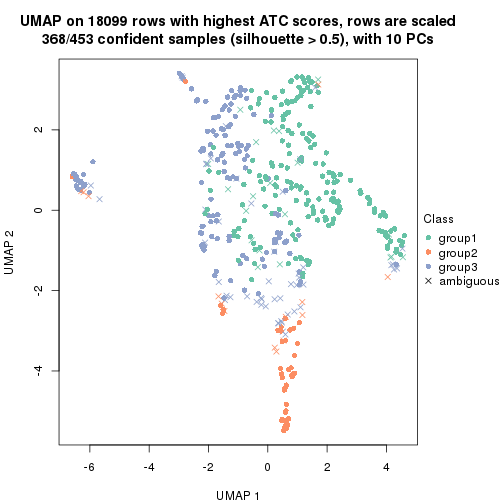 UMAP on 18099 rows with highest ATC scores, rows are scaled
368/453 confident samples (silhouette > 0.5), with 10 PCs
2
0
-2
-4
UMAP 2
-6
-4
-2
0
2
4
UMAP 1
Class
group1
group2
group3
ambiguous